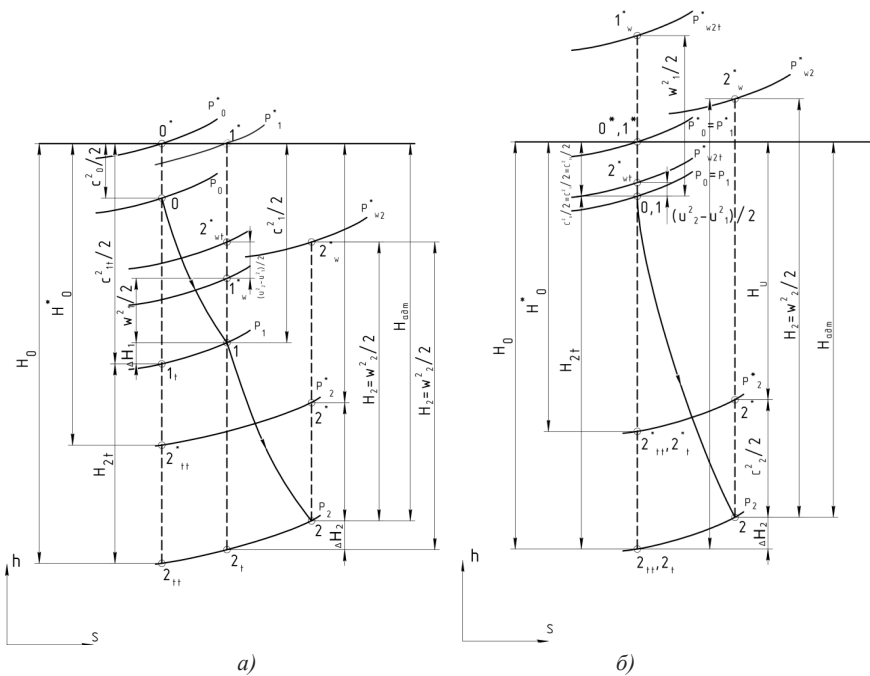 0*
P*₀
1*
P*₁
c²₀/2
P₀
0
2*wt
P*w2
2*w
c²₁t/2
c²₁/2
(u²₂−u²₁)/2
1*w
w²₁/2
H*₀
H₀
ΔH₁
P₁
1
1t
Hадт
H₂=w²₂/2
H₂=w²₂/2
P*₂
2*
2*tt
H₂t
P₂
2
ΔH₂
2t
2tt
h
s
а)
1*w
P*w2t
w²₁/2
2*w
P*w2
0*,1*
P*₀=P*₁
P*w2t
2*wt
P₀=P₁
0,1
(u²₂−u²₁)/2
H*₀
H₀
H₂t
Hu
H₂=w²₂/2
Hадт
P*₂
2*
2*tt,2*t
c²₂/2
P₂
2
ΔH₂
2tt,2t
h
s
б)